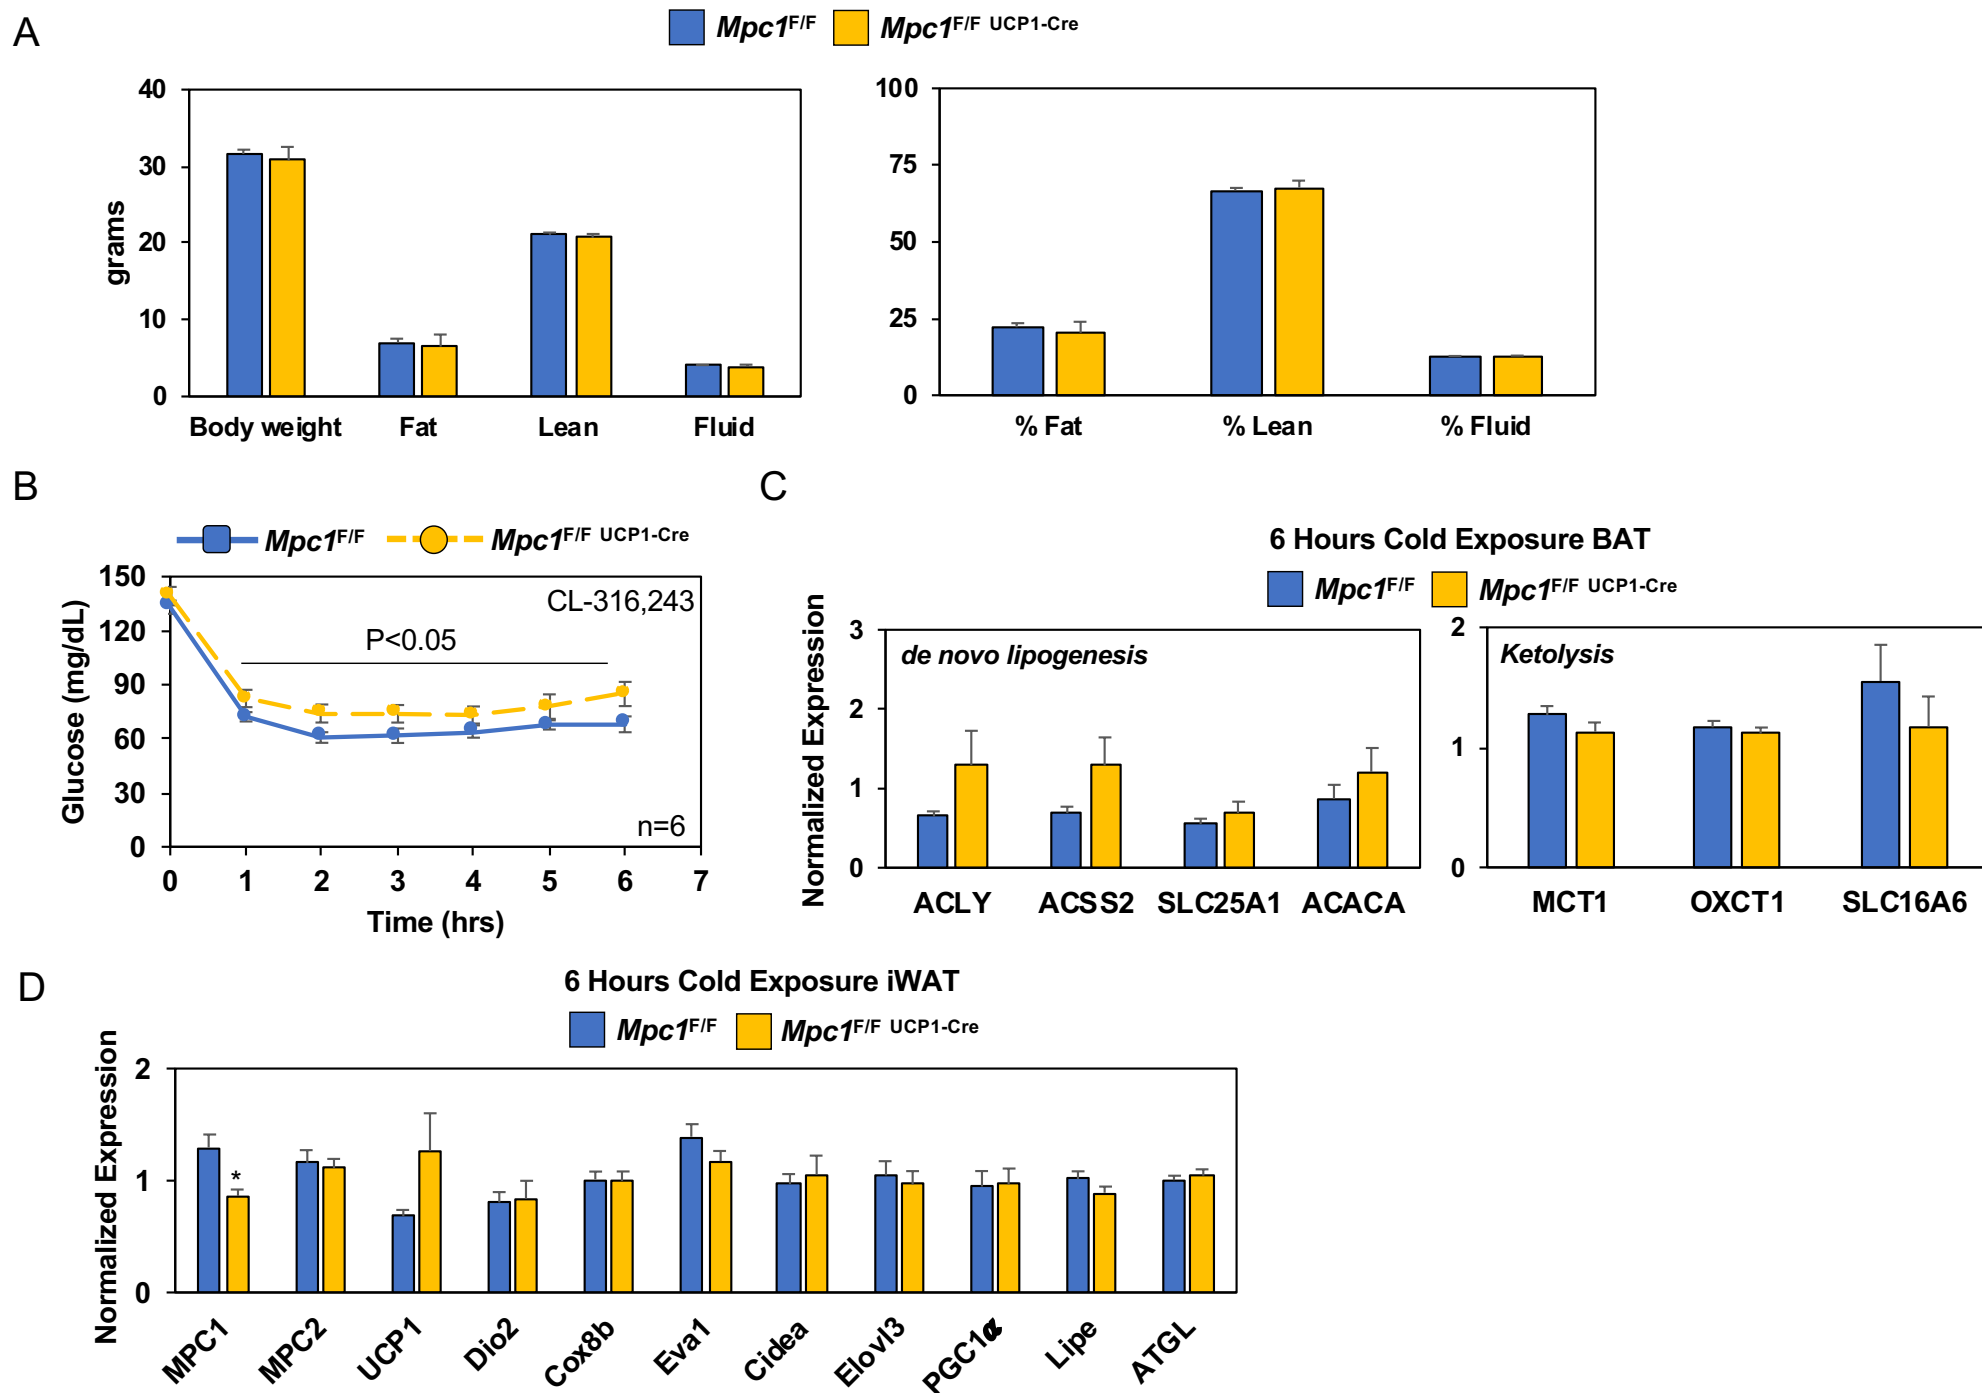 A
Mpc1F/F Mpc1F/F UCP1-Cre
40
30
20
10
0
grams
Body weight Fat Lean Fluid
100
75
50
25
0
% Fat % Lean % Fluid
B
Mpc1F/F Mpc1F/F UCP1-Cre
150
120
90
60
30
0
Glucose (mg/dL)
CL-316,243
P<0.05
n=6
0 1 2 3 4 5 6 7
Time (hrs)
C
6 Hours Cold Exposure BAT
Mpc1F/F Mpc1F/F UCP1-Cre
Normalized Expression
3
2
1
0
de novo lipogenesis
ACLY ACSS2 SLC25A1 ACACA
2
1
0
Ketolysis
MCT1 OXCT1 SLC16A6
D
6 Hours Cold Exposure iWAT
Mpc1F/F Mpc1F/F UCP1-Cre
Normalized Expression
2
1
0
*
MPC1 MPC2 UCP1 Dio2 Cox8b Eva1 Cidea Elovl3 PGC1α Lipe ATGL